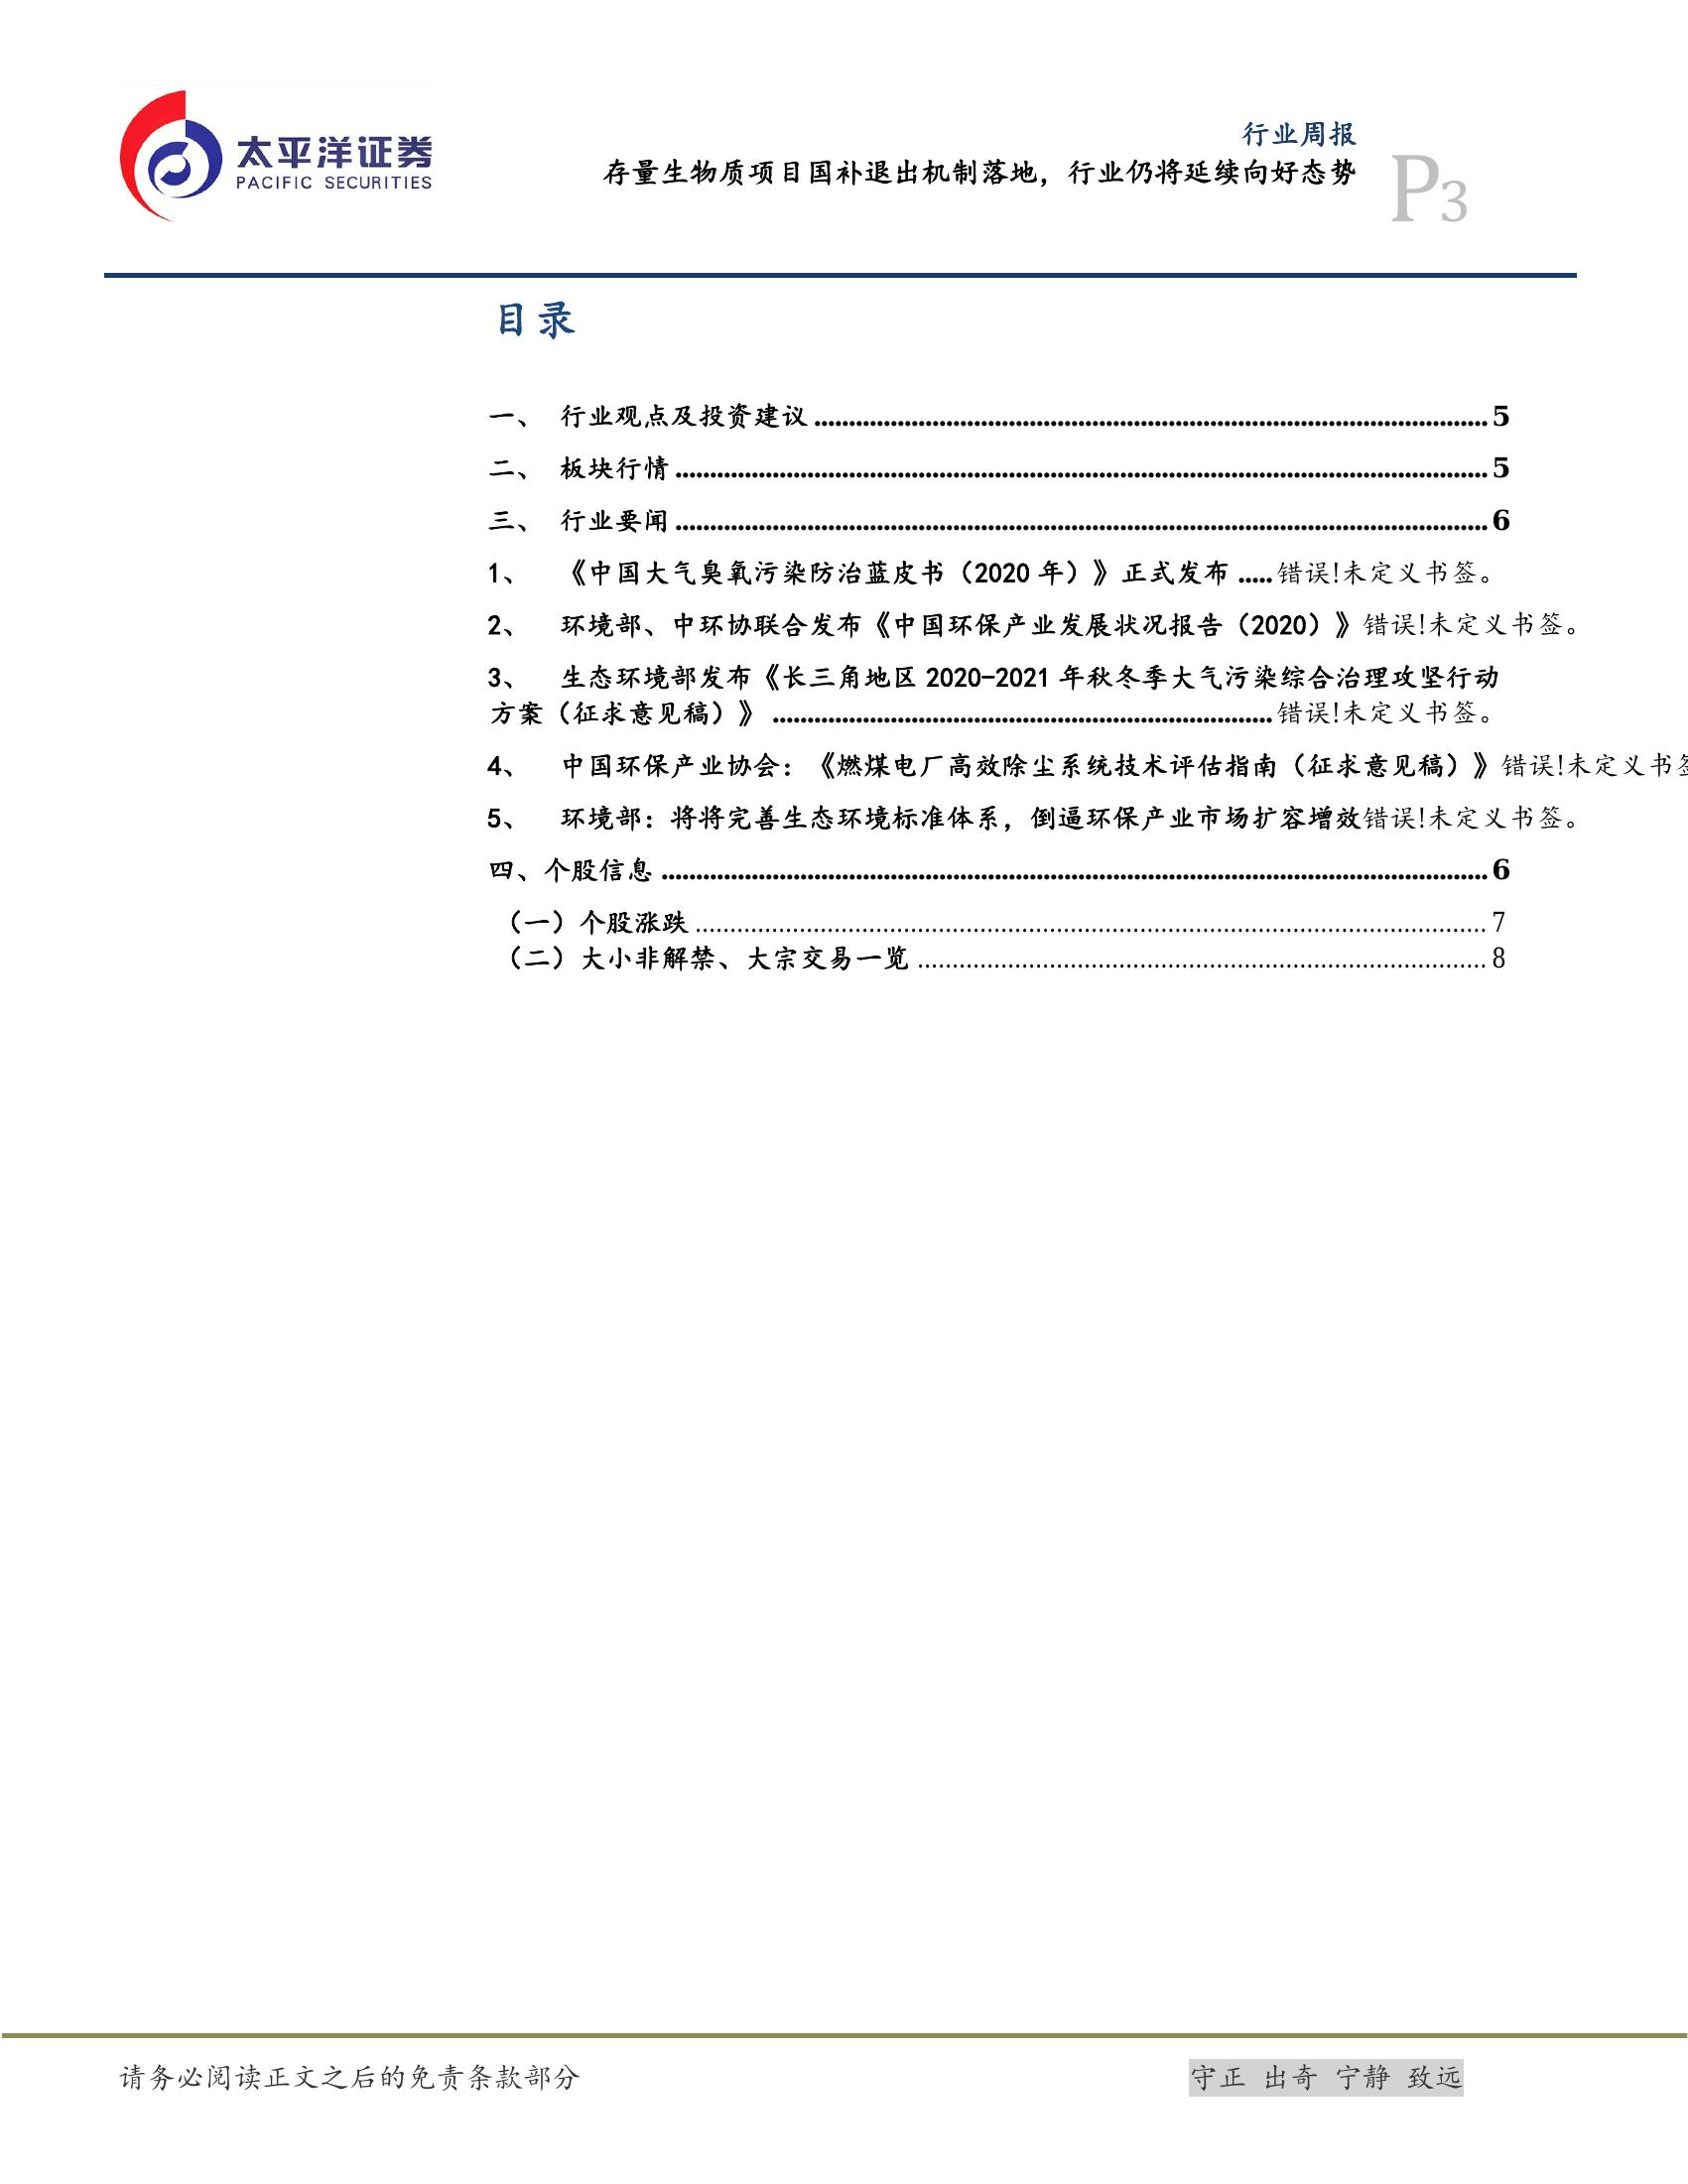 太平洋证券
PACIFIC SECURITIES
行业周报
存量生物质项目国补退出机制落地，行业仍将延续向好态势
P3
目录
一、 行业观点及投资建议 5
二、 板块行情 5
三、 行业要闻 6
1、 《中国大气臭氧污染防治蓝皮书（2020 年）》正式发布 ..... 错误!未定义书签。
2、 环境部、中环协联合发布《中国环保产业发展状况报告（2020）》错误!未定义书签。
3、 生态环境部发布《长三角地区 2020-2021 年秋冬季大气污染综合治理攻坚行动
方案（征求意见稿）》 错误!未定义书签。
4、 中国环保产业协会：《燃煤电厂高效除尘系统技术评估指南（征求意见稿）》错误!未定义书
5、 环境部：将将完善生态环境标准体系，倒逼环保产业市场扩容增效错误!未定义书签。
四、个股信息 6
（一）个股涨跌 7
（二）大小非解禁、大宗交易一览 8
请务必阅读正文之后的免责条款部分
守正 出奇 宁静 致远